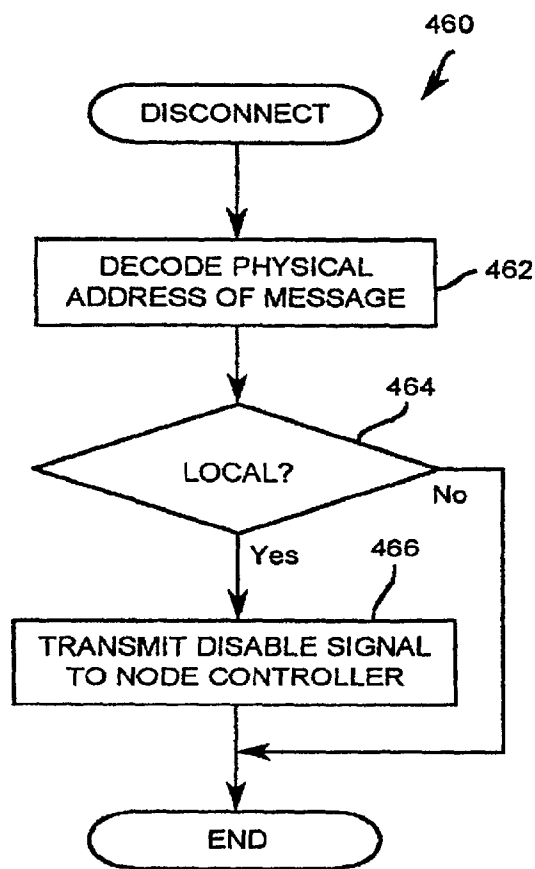 460
DISCONNECT
DECODE PHYSICAL
ADDRESS OF MESSAGE
462
464
LOCAL?
No
Yes
466
TRANSMIT DISABLE SIGNAL
TO NODE CONTROLLER
END